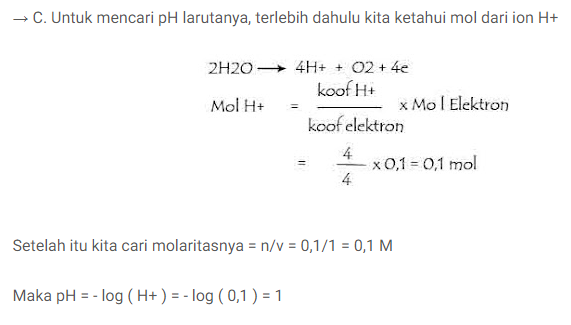 → C. Untuk mencari pH larutanya, terlebih dahulu kita ketahui mol dari ion H+
2H2O ⟶ 4H+ + O2 + 4e
koof H+
Mol H+ = ――― x Mol Elektron
koof elektron
= 4/4 x 0,1 = 0,1 mol
Setelah itu kita cari molaritasnya = n/v = 0,1/1 = 0,1 M
Maka pH = - log ( H+ ) = - log ( 0,1 ) = 1